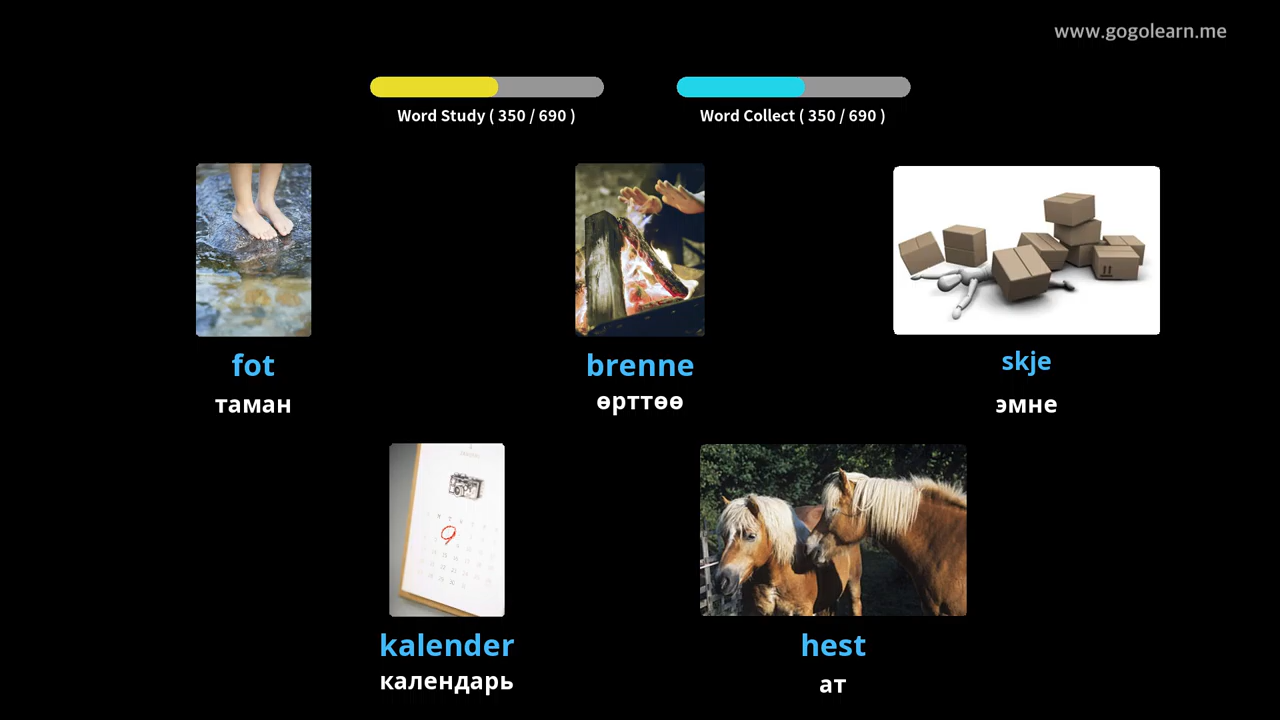 www.gogolearn.me
Word Study ( 350 / 690 )
Word Collect ( 350 / 690 )
fot
таман
brenne
өрттөө
skje
эмне
9
kalender
календарь
hest
ат